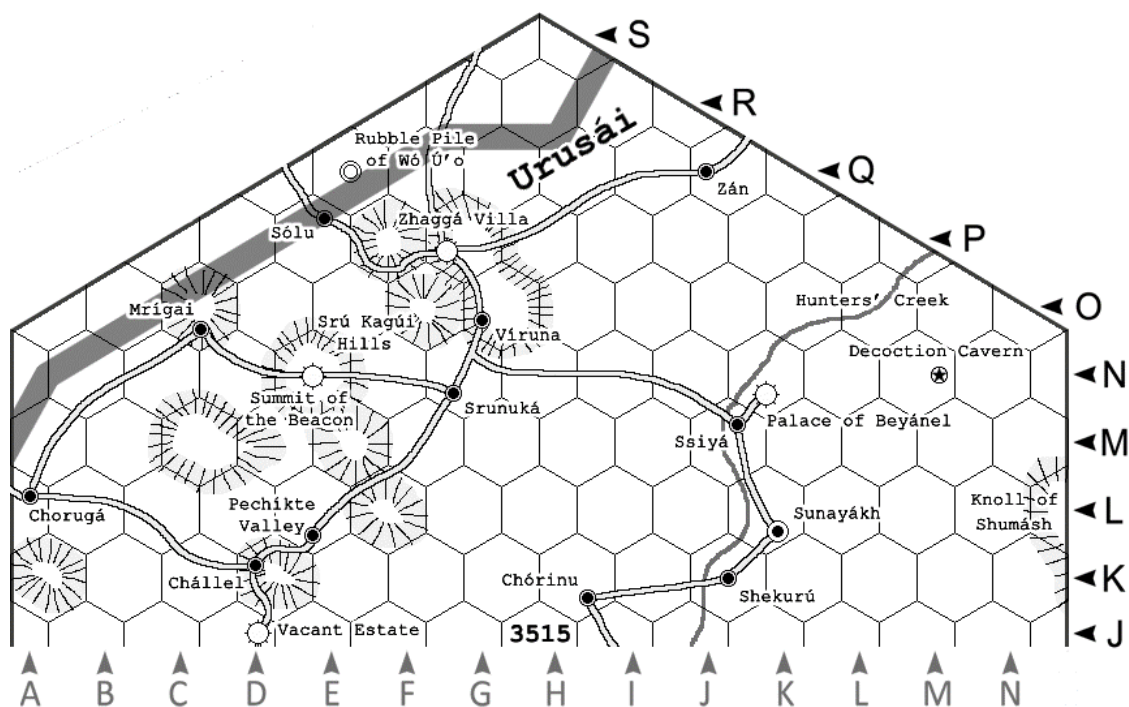 S
R
Rubble Pile
of Wó Ú'o
Urusái
Q
Zán
Sólu
Zhaggá Villa
P
Hunters' Creek
O
Mrígai
Srú Kagúi
Hills
Víruna
Decoction Cavern
N
Summit of
the Beacon
Srunuká
Palace of Beyánel
Ssiyá
M
Chorugá
Pechíkte
Valley
Sunayákh
Knoll of
Shumásh
L
Chállel
Chórinu
Shekurú
K
Vacant Estate
3515
J
A B C D E F G H I J K L M N